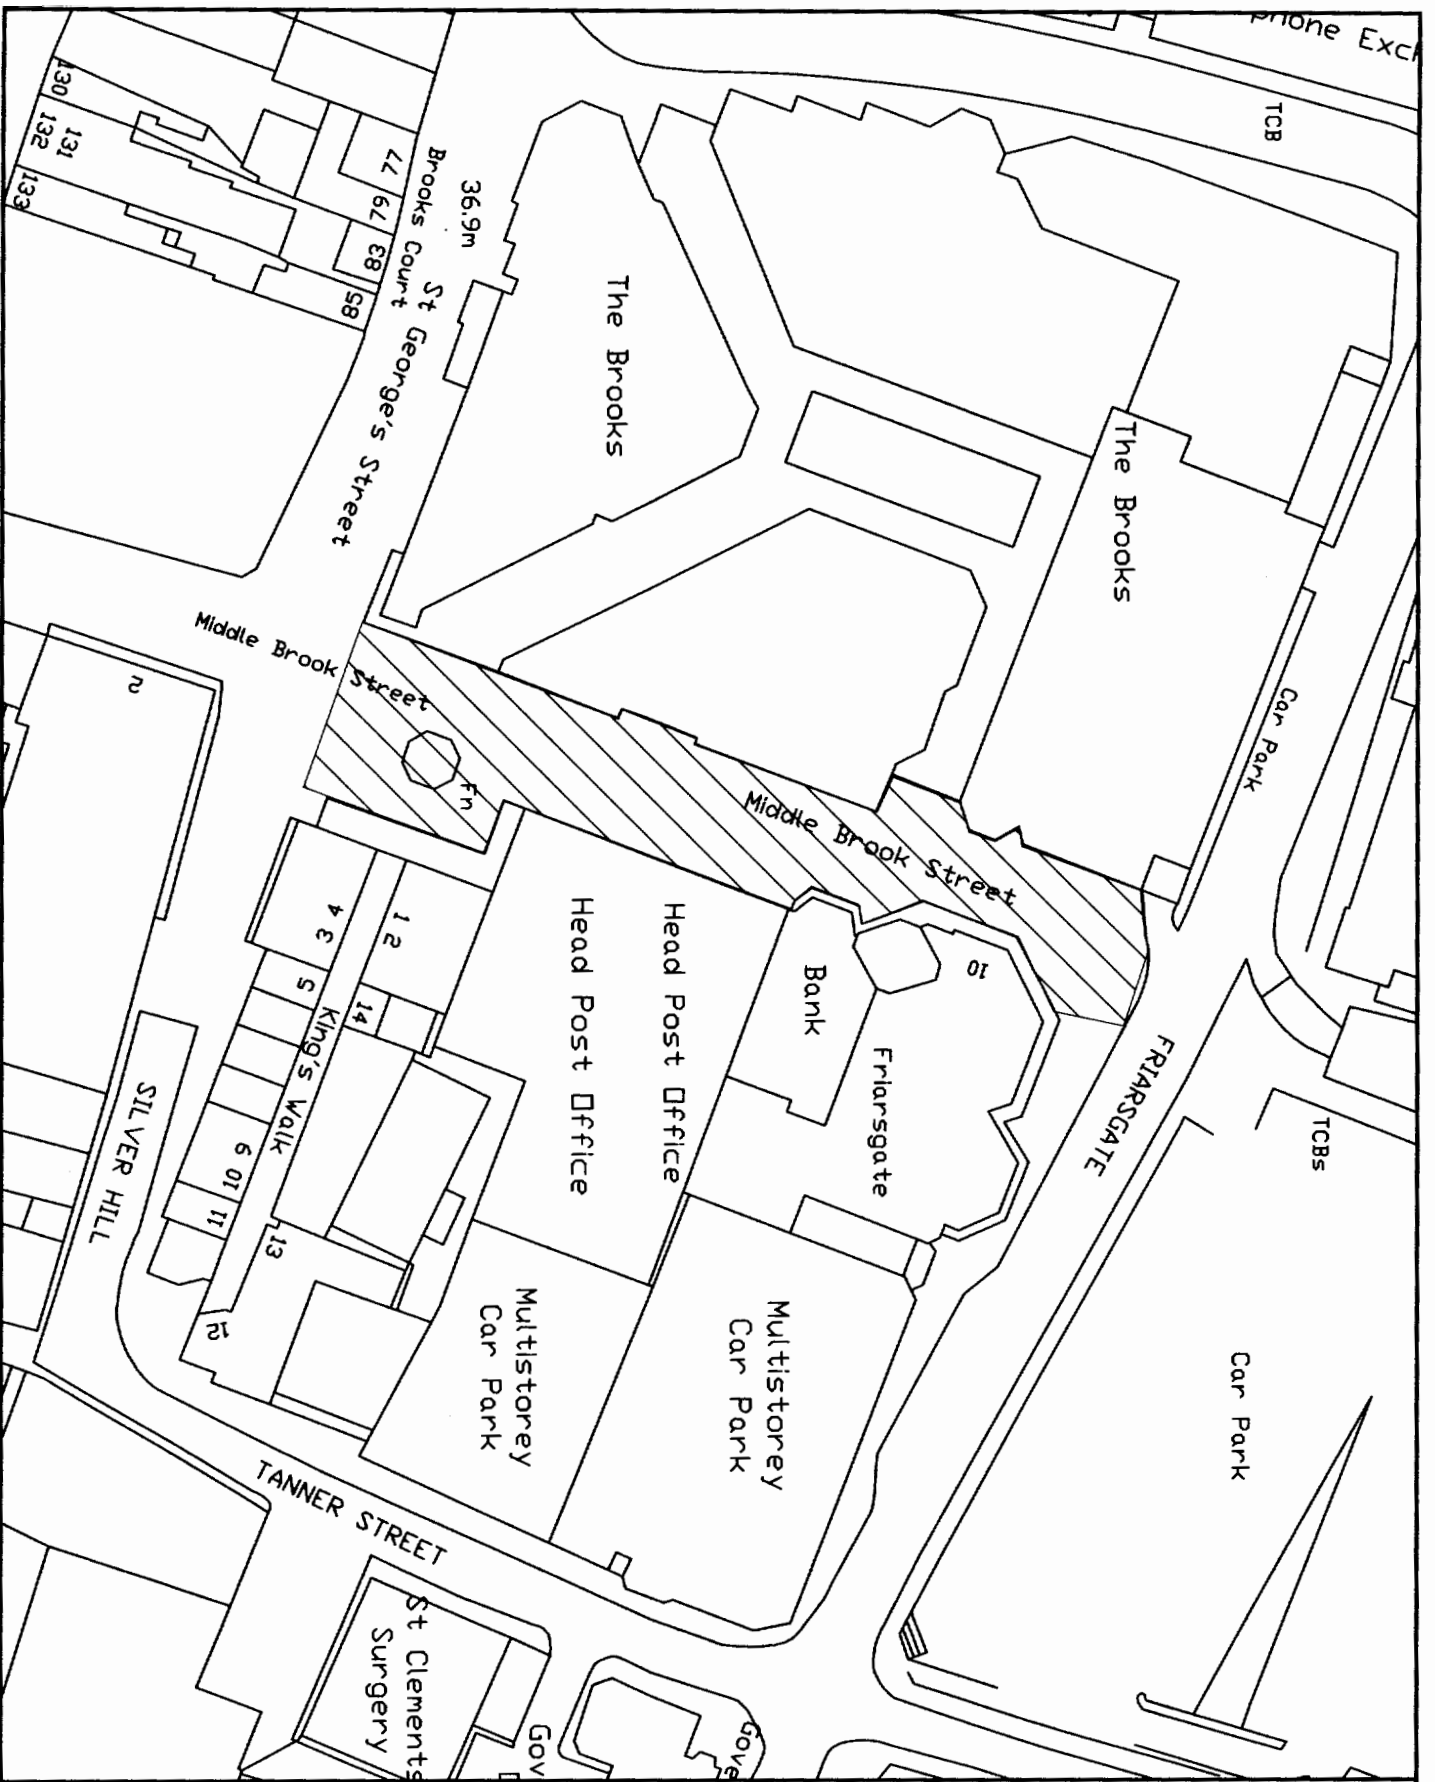 phone Exch
TCB
130
131
132
133
77
79
83
85
Brooks Court
36.9m
St George's Street
The Brooks
The Brooks
Car Park
Middle Brook Street
Fn
Middle Brook Street
2
4
3
1 2
5
14
King's Walk
9
10
11
13
12
SILVER HILL
Head Post Office
Head Post Office
Bank
10
Friarsgate
FRIARSGATE
TCBs
Multistorey
Car Park
Multistorey
Car Park
Car Park
TANNER STREET
St Clements
Surgery
Gov
Gove